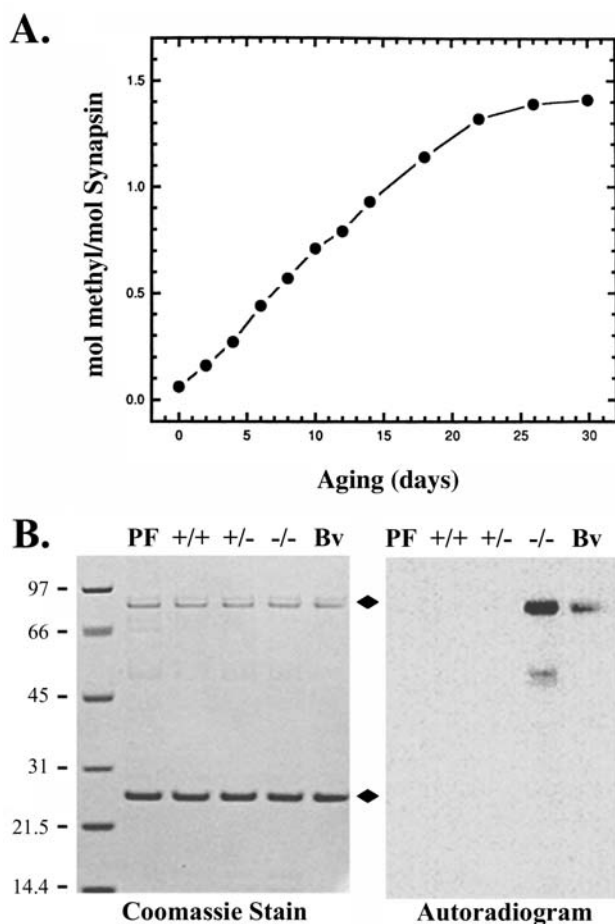 A.
mol methyl/mol Synapsin
1.5
1.0
0.5
0.0
0 5 10 15 20 25 30
Aging (days)
B.
PF +/+ +/- -/- Bv PF +/+ +/- -/- Bv
97
66
45
31
21.5
14.4
Coomassie Stain Autoradiogram